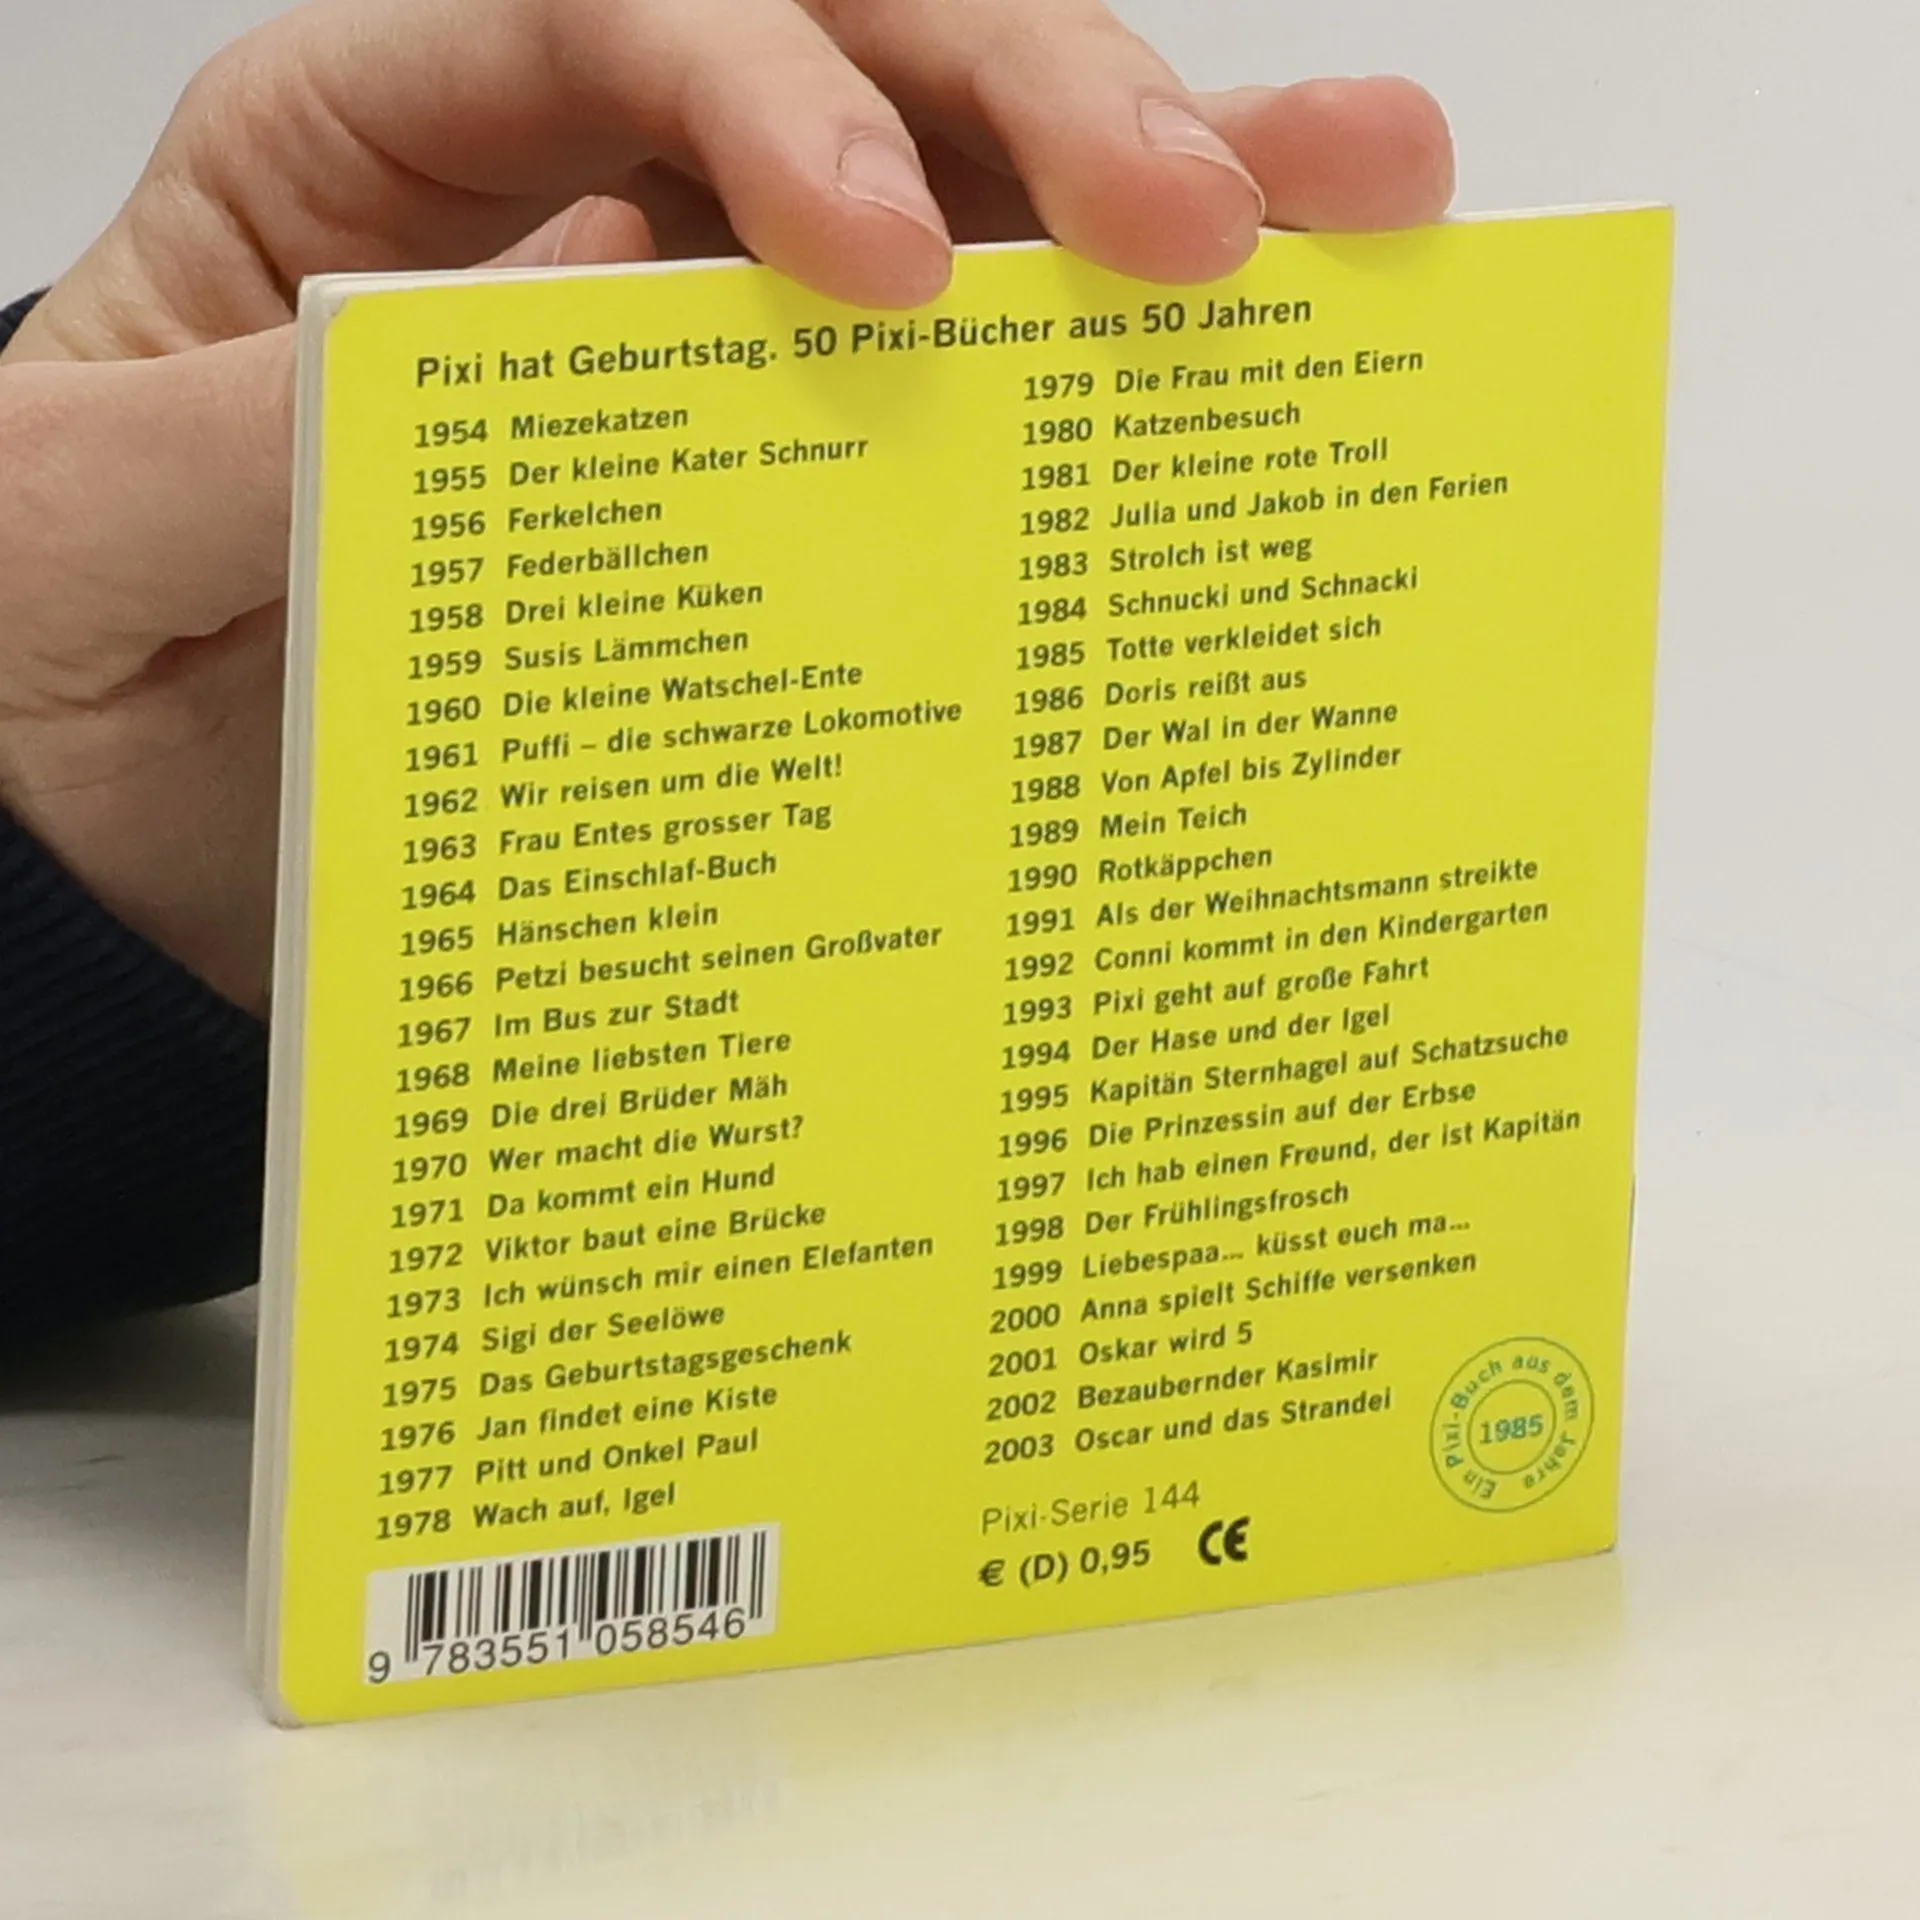 Pixi hat Geburtstag. 50 Pixi-Bücher aus 50 Jahren
1954 Miezekatzen
1955 Der kleine Kater Schnurr
1956 Ferkelchen
1957 Federbällchen
1958 Drei kleine Küken
1959 Susis Lämmchen
1960 Die kleine Watschel-Ente
1961 Puffi – die schwarze Lokomotive
1962 Wir reisen um die Welt!
1963 Frau Entes grosser Tag
1964 Das Einschlaf-Buch
1965 Hänschen klein
1966 Petzi besucht seinen Großvater
1967 Im Bus zur Stadt
1968 Meine liebsten Tiere
1969 Die drei Brüder Mäh
1970 Wer macht die Wurst?
1971 Da kommt ein Hund
1972 Viktor baut eine Brücke
1973 Ich wünsch mir einen Elefanten
1974 Sigi der Seelöwe
1975 Das Geburtstagsgeschenk
1976 Jan findet eine Kiste
1977 Pitt und Onkel Paul
1978 Wach auf, Igel
1979 Die Frau mit den Eiern
1980 Katzenbesuch
1981 Der kleine rote Troll
1982 Julia und Jakob in den Ferien
1983 Strolch ist weg
1984 Schnucki und Schnacki
1985 Totte verkleidet sich
1986 Doris reißt aus
1987 Der Wal in der Wanne
1988 Von Apfel bis Zylinder
1989 Mein Teich
1990 Rotkäppchen
1991 Als der Weihnachtsmann streikte
1992 Conni kommt in den Kindergarten
1993 Pixi geht auf große Fahrt
1994 Der Hase und der Igel
1995 Kapitän Sternhagel auf Schatzsuche
1996 Die Prinzessin auf der Erbse
1997 Ich hab einen Freund, der ist Kapitän
1998 Der Frühlingsfrosch
1999 Liebespaa... küsst euch ma...
2000 Anna spielt Schiffe versenken
2001 Oskar wird 5
2002 Bezaubernder Kasimir
2003 Oscar und das Strandei
Ein Pixi-Buch aus dem Jahre
1985
Pixi-Serie 144
€ (D) 0,95 CE
9 783551 058546